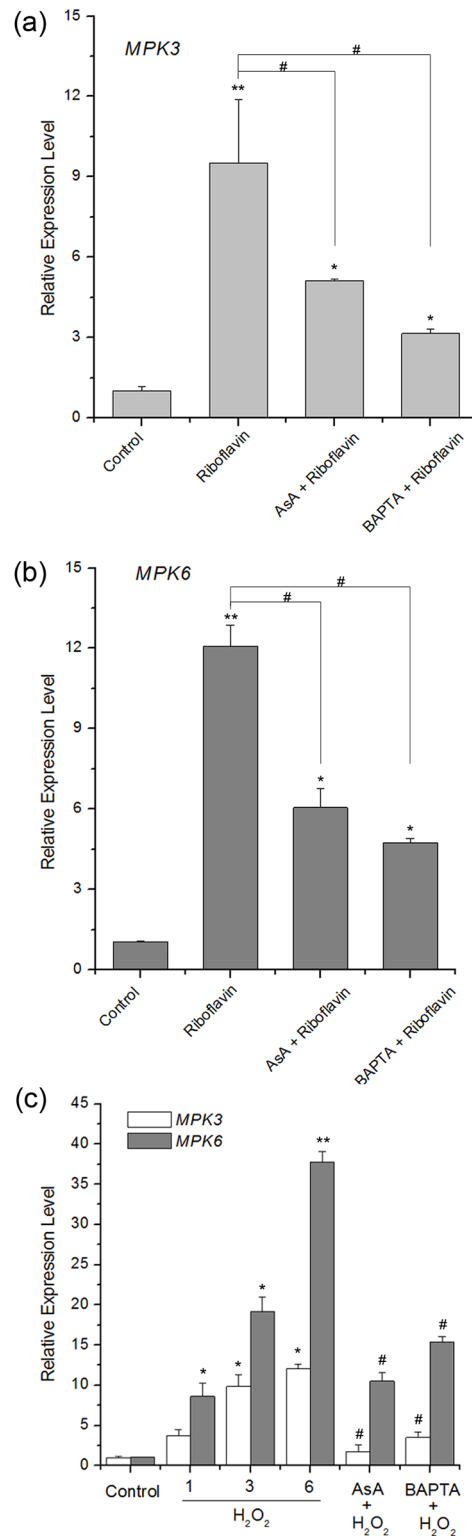 (a)
MPK3
Relative Expression Level
15
12
9
6
3
0
#
#
**
*
*
Control
Riboflavin
AsA + Riboflavin
BAPTA + Riboflavin
(b)
MPK6
Relative Expression Level
15
12
9
6
3
0
#
#
**
*
*
Control
Riboflavin
AsA + Riboflavin
BAPTA + Riboflavin
(c)
MPK3
MPK6
Relative Expression Level
45
40
35
30
25
20
15
10
5
0
*
*
*
*
**
#
#
#
#
Control
1 3 6
H₂O₂
AsA
+
H₂O₂
BAPTA
+
H₂O₂